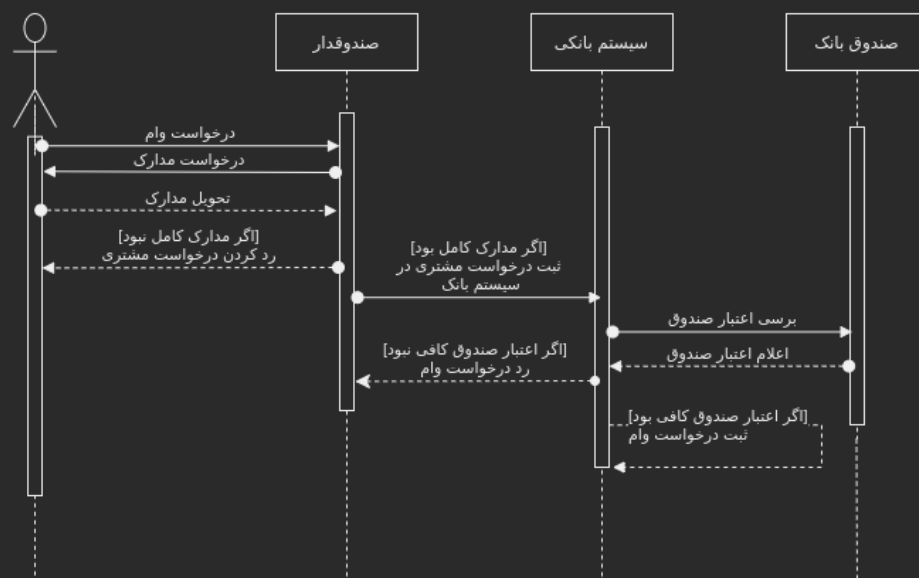 صندوقدار
سیستم بانکی
صندوق بانک
درخواست وام
درخواست مدارک
تحویل مدارک
[اگر مدارک کامل نبود]
رد کردن درخواست مشتری
[اگر مدارک کامل بود]
ثبت درخواست مشتری در
سیستم بانک
برسی اعتبار صندوق
اعلام اعتبار صندوق
[اگر اعتبار صندوق کافی نبود]
رد درخواست وام
[اگر اعتبار صندوق کافی بود]
ثبت درخواست وام